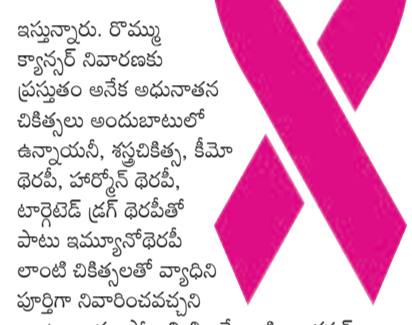 ఇస్తున్నారు. రొమ్ము
క్యాన్సర్ నివారణకు
ప్రస్తుతం అనేక అధునాతన
చికిత్సలు అందుబాటులో
ఉన్నాయనీ, శస్త్రచికిత్స, కీమో
థెరపీ, హార్మోన్ థెరపీ,
టార్గెటెడ్ డ్రగ్ థెరపీతో
పాటు ఇమ్యూనోథెరపీ
లాంటి చికిత్సలతో వ్యాధిని
పూర్తిగా నివారించవచ్చని